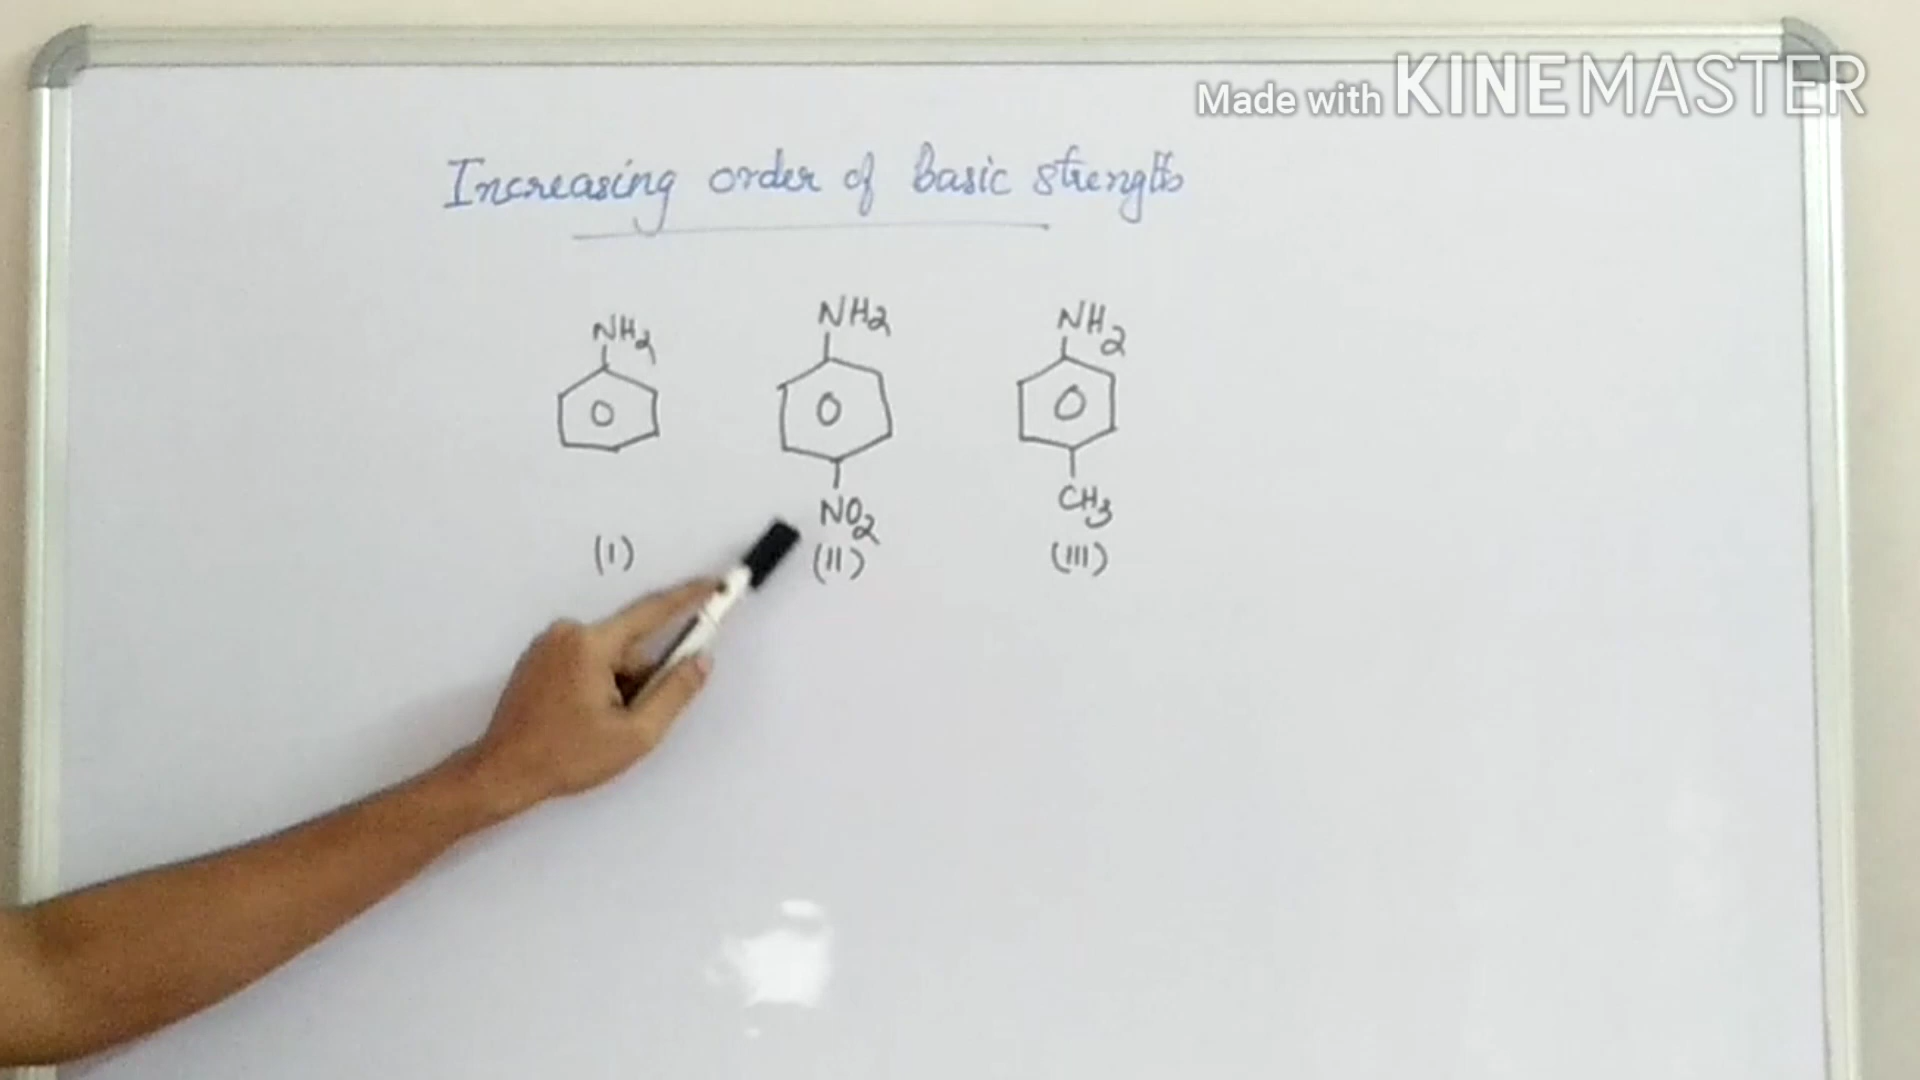 Made with KINEMASTER
Increasing order of basic strength
NH2 NH2 NH2
NO2 CH3
(I) (II) (III)